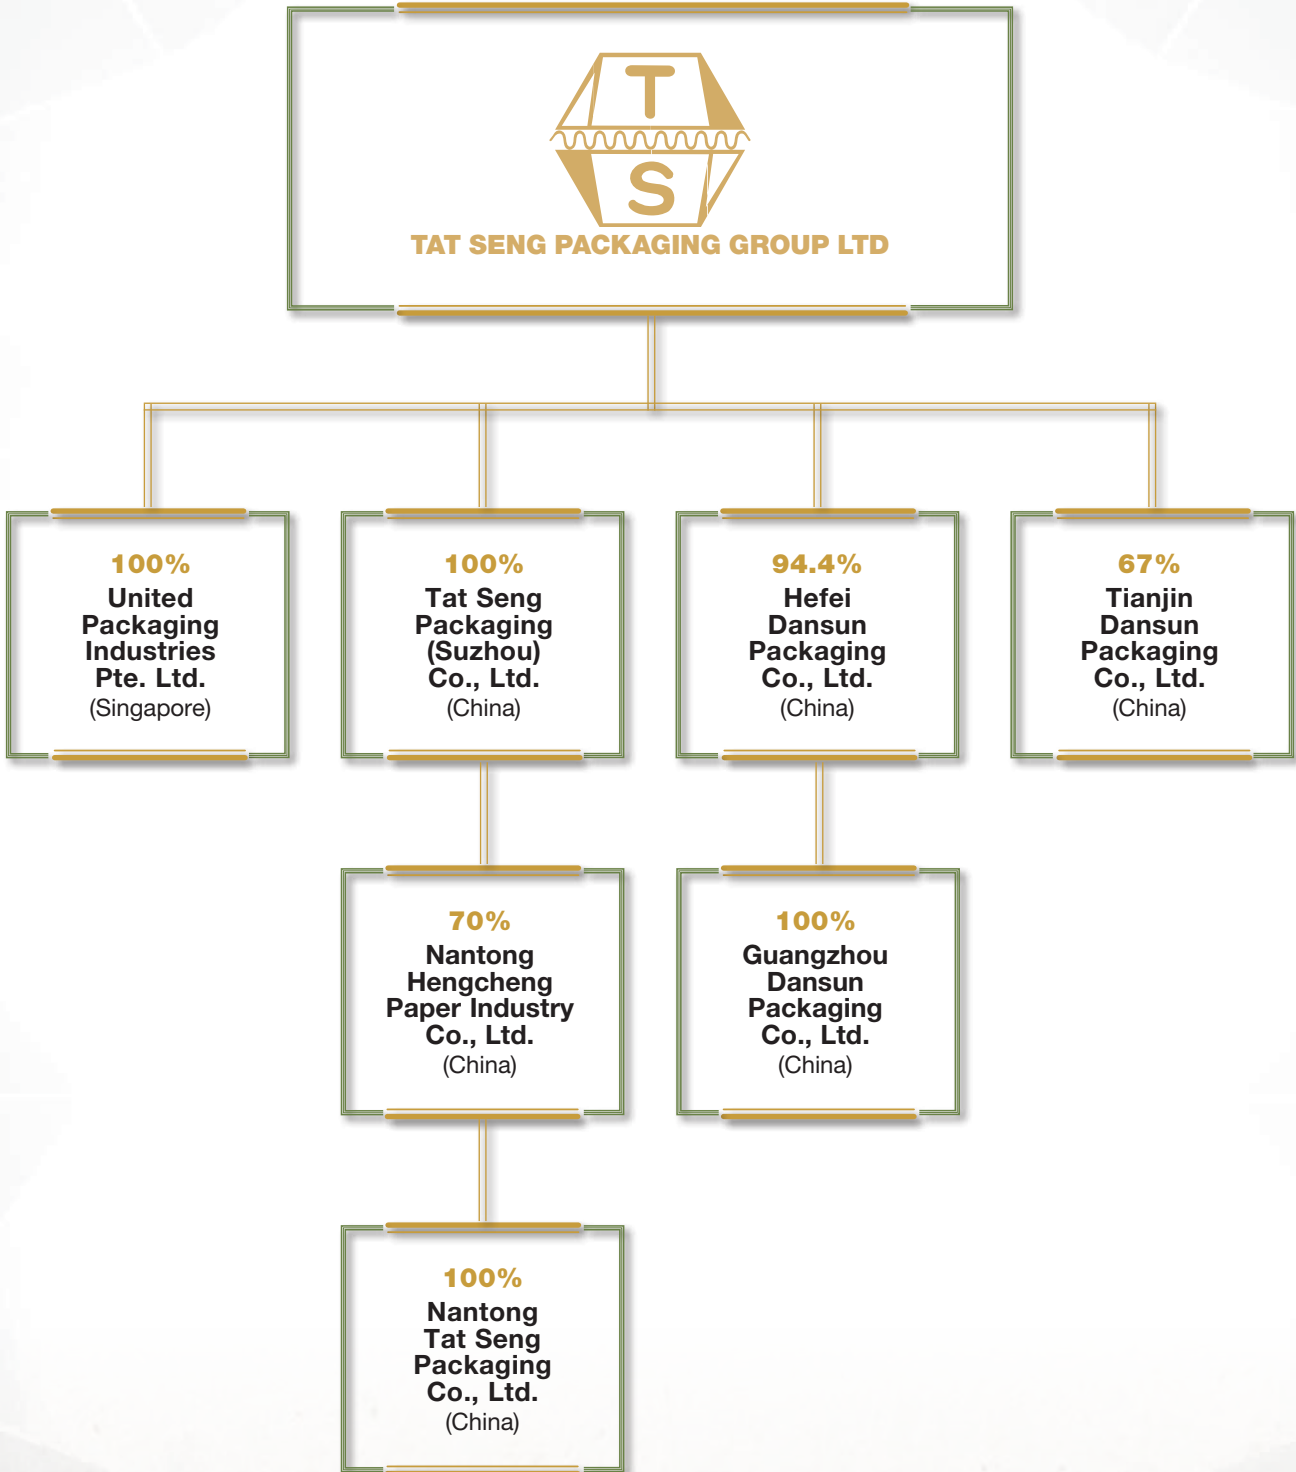 T
S
TAT SENG PACKAGING GROUP LTD
100%
United
Packaging
Industries
Pte. Ltd.
(Singapore)
100%
Tat Seng
Packaging
(Suzhou)
Co., Ltd.
(China)
94.4%
Hefei
Dansun
Packaging
Co., Ltd.
(China)
67%
Tianjin
Dansun
Packaging
Co., Ltd.
(China)
70%
Nantong
Hengcheng
Paper Industry
Co., Ltd.
(China)
100%
Guangzhou
Dansun
Packaging
Co., Ltd.
(China)
100%
Nantong
Tat Seng
Packaging
Co., Ltd.
(China)